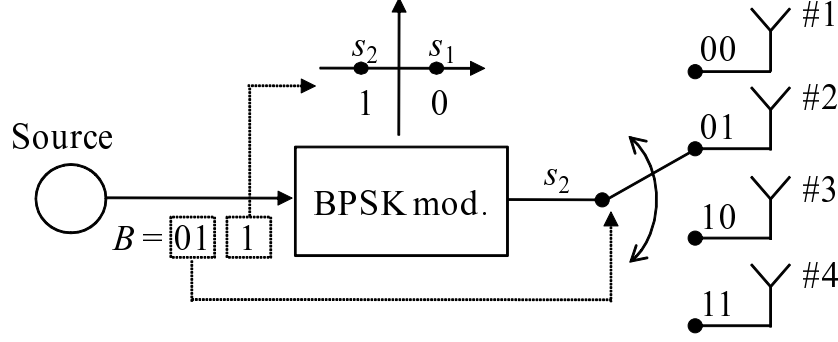 #1
s2 s1
00
1 0
#2
01
Source
BPSK mod.
s2
#3
10
B = 01 1
#4
11